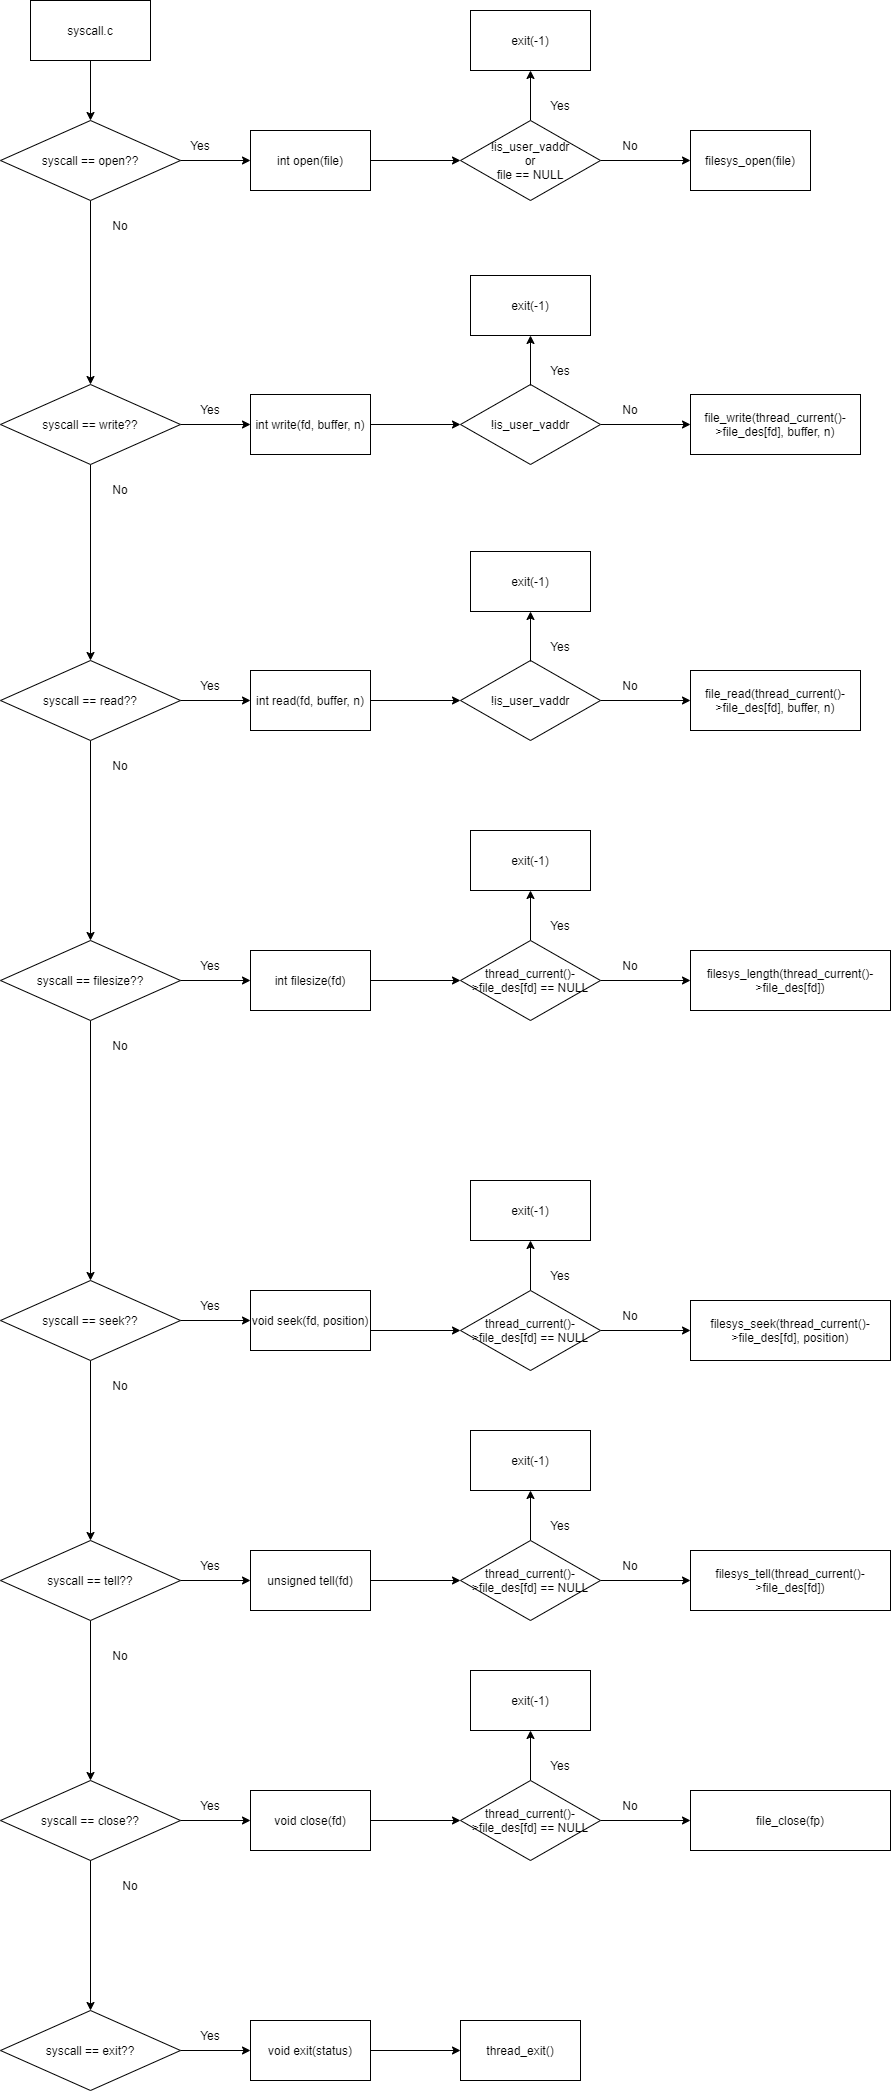 syscall.c
exit(-1)
Yes
syscall == open??
Yes
int open(file)
!is_user_vaddr
or
file == NULL
No
filesys_open(file)
No
exit(-1)
Yes
syscall == write??
Yes
int write(fd, buffer, n)
!is_user_vaddr
No
file_write(thread_current()-
>file_des[fd], buffer, n)
No
exit(-1)
Yes
syscall == read??
Yes
int read(fd, buffer, n)
!is_user_vaddr
No
file_read(thread_current()-
>file_des[fd], buffer, n)
No
exit(-1)
Yes
syscall == filesize??
Yes
int filesize(fd)
thread_current()-
>file_des[fd] == NULL
No
filesys_length(thread_current()-
>file_des[fd])
No
exit(-1)
Yes
syscall == seek??
Yes
void seek(fd, position)
thread_current()-
>file_des[fd] == NULL
No
filesys_seek(thread_current()-
>file_des[fd], position)
No
exit(-1)
Yes
syscall == tell??
Yes
unsigned tell(fd)
thread_current()-
>file_des[fd] == NULL
No
filesys_tell(thread_current()-
>file_des[fd])
No
exit(-1)
Yes
syscall == close??
Yes
void close(fd)
thread_current()-
>file_des[fd] == NULL
No
file_close(fp)
No
syscall == exit??
Yes
void exit(status)
thread_exit()